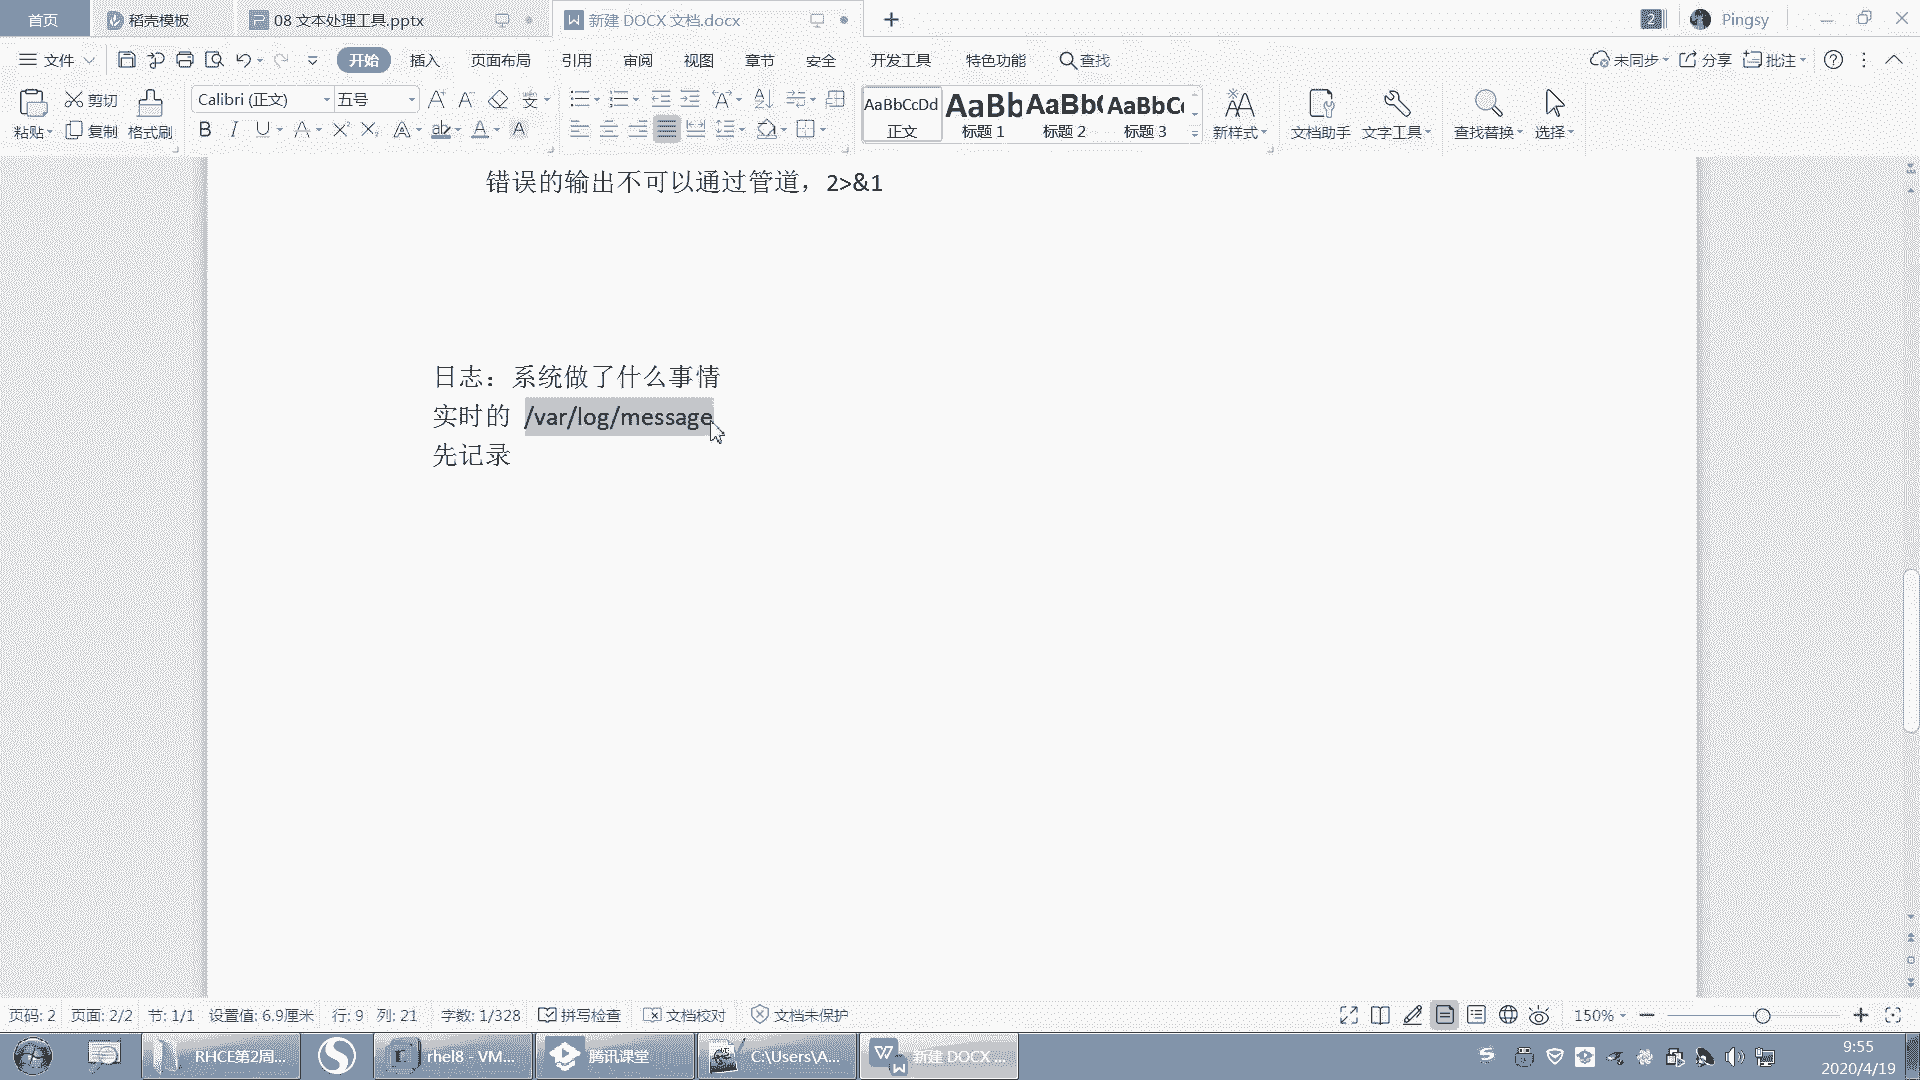 首页 稻壳模板 08 文本处理工具.pptx 新建 DOCX 文档.docx 2 Pingsy
文件 开始 插入 页面布局 引用 审阅 视图 章节 安全 开发工具 特色功能 查找 未同步 分享 批注
剪切 Calibri (正文) 五号
粘贴 复制 格式刷
AaBbCcDd AaBb AaBb( AaBbC
正文 标题 1 标题 2 标题 3 新样式 文档助手 文字工具 查找替换 选择
错误的输出不可以通过管道，2>&1
日志：系统做了什么事情
实时的 /var/log/message
先记录
页码: 2 页面: 2/2 节: 1/1 设置值: 6.9厘米 行: 9 列: 21 字数: 1/328 拼写检查 文档校对 文档未保护 150%
RHCE第2周... rhel8 - VM... 腾讯课堂 C:\Users\A... 新建 DOCX ...
9:55
2020/4/19